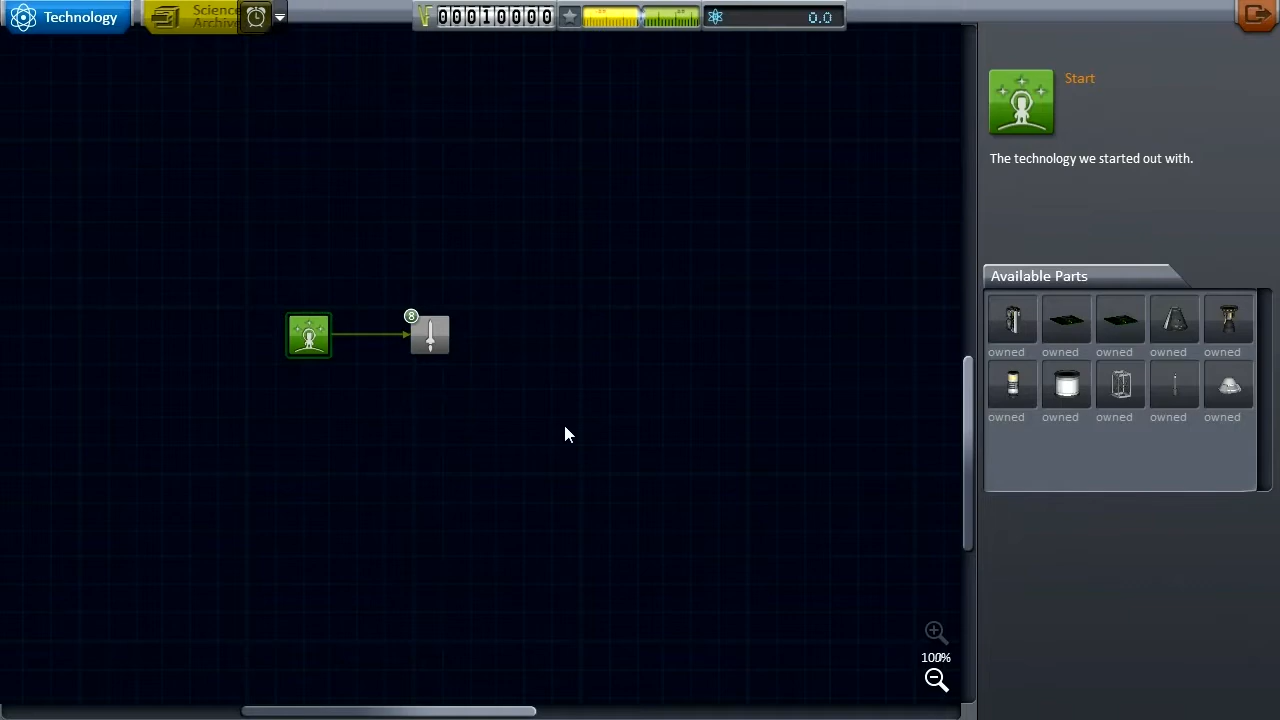 Technology
Science
Archive
00010000
0.0
Start
The technology we started out with.
Available Parts
owned owned owned owned owned
owned owned owned owned owned
8
100%